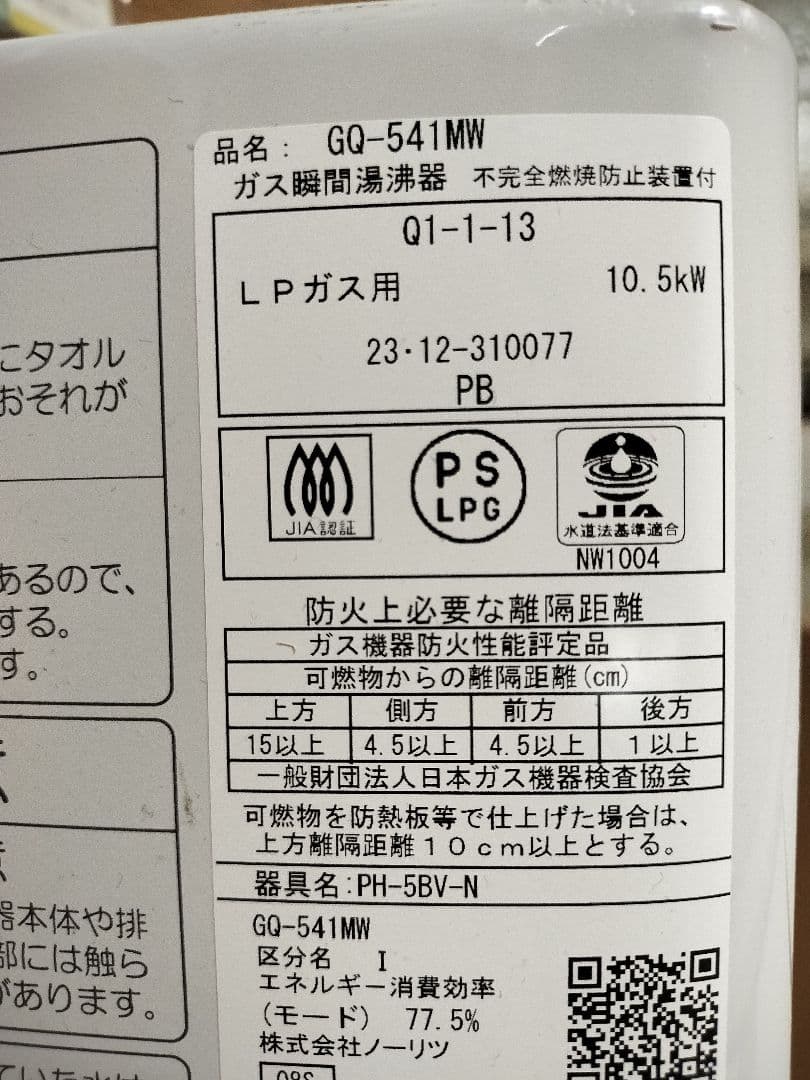 品名： GQ-541MW
ガス瞬間湯沸器 不完全燃焼防止装置付
Q1-1-13
LPガス用 10.5kW
23・12-310077
PB
JIA認証
PS
LPG
JIA
水道法基準適合
NW1004
防火上必要な離隔距離
ガス機器防火性能評定品
可燃物からの離隔距離(cm)
上方 側方 前方 後方
15以上 4.5以上 4.5以上 1以上
一般財団法人日本ガス機器検査協会
可燃物を防熱板等で仕上げた場合は、
上方離隔距離10cm以上とする。
器具名:PH-5BV-N
GQ-541MW
区分名 I
エネルギー消費効率
(モード) 77.5%
株式会社ノーリツ
08S
にタオル
おそれが
あるので、
する。
す。
器本体や排
部には触ら
があります。